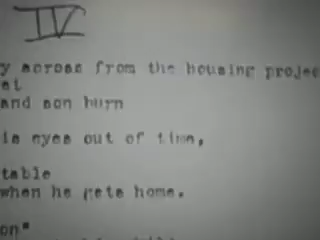 IV
y across from the housing projec
et
and son burn
is eyes out of time,
table
when he gets home.
on"